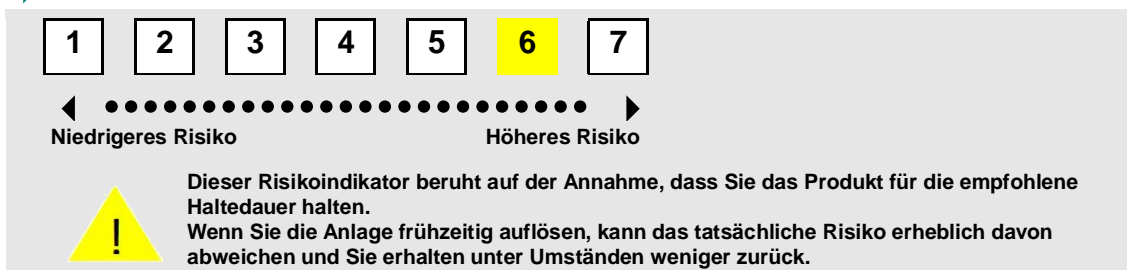 1 2 3 4 5 6 7
Niedrigeres Risiko Höheres Risiko
Dieser Risikoindikator beruht auf der Annahme, dass Sie das Produkt für die empfohlene
Haltedauer halten.
Wenn Sie die Anlage frühzeitig auflösen, kann das tatsächliche Risiko erheblich davon
abweichen und Sie erhalten unter Umständen weniger zurück.
!